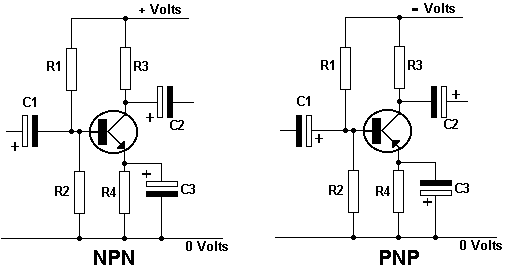 + Volts
R1
R3
C1
+
+
C2
R2
R4
+
C3
0 Volts
NPN
- Volts
R1
R3
+
C1
+
C2
R2
R4
C3
+
0 Volts
PNP